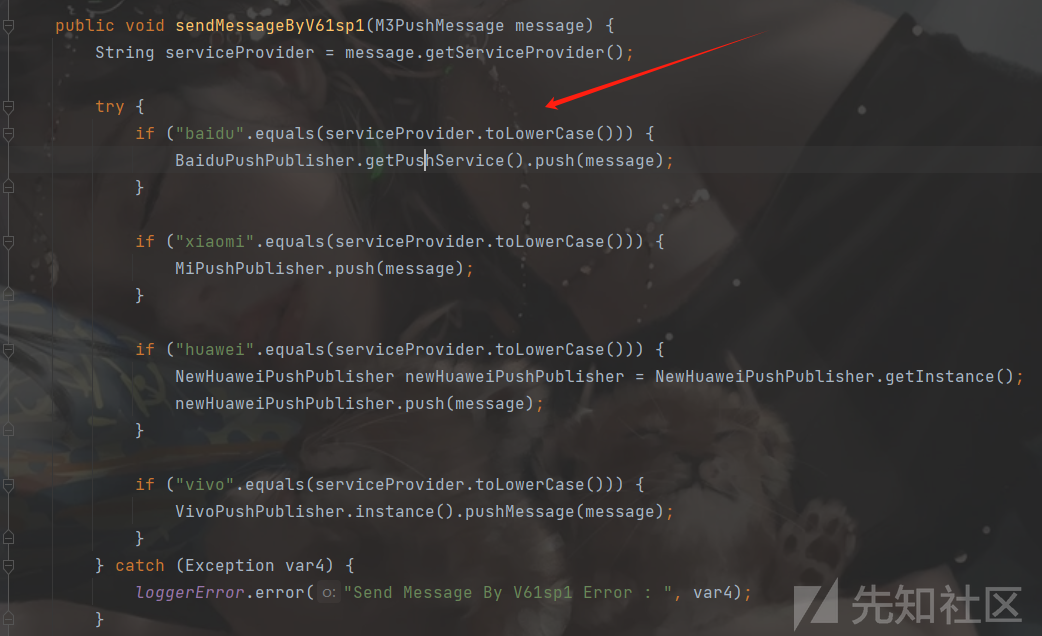 public void sendMessageByV61sp1(M3PushMessage message) {
String serviceProvider = message.getServiceProvider();
try {
if ("baidu".equals(serviceProvider.toLowerCase())) {
BaiduPushPublisher.getPushService().push(message);
}
if ("xiaomi".equals(serviceProvider.toLowerCase())) {
MiPushPublisher.push(message);
}
if ("huawei".equals(serviceProvider.toLowerCase())) {
NewHuaweiPushPublisher newHuaweiPushPublisher = NewHuaweiPushPublisher.getInstance();
newHuaweiPushPublisher.push(message);
}
if ("vivo".equals(serviceProvider.toLowerCase())) {
VivoPushPublisher.instance().pushMessage(message);
}
} catch (Exception var4) {
loggerError.error( o: "Send Message By V61sp1 Error : ", var4);
}
先知社区